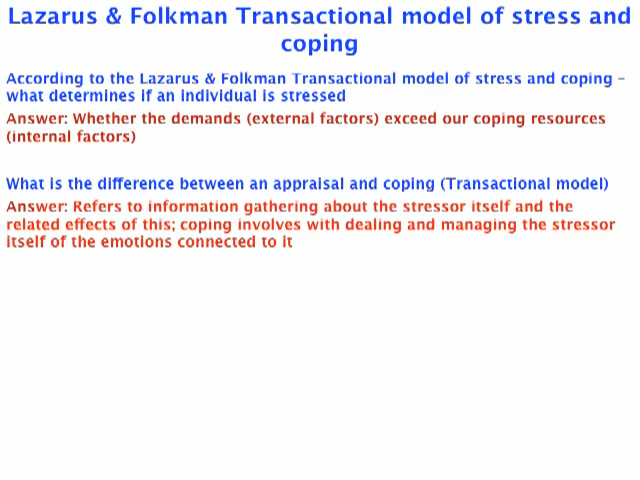 Lazarus & Folkman Transactional model of stress and
coping
According to the Lazarus & Folkman Transactional model of stress and coping –
what determines if an individual is stressed
Answer: Whether the demands (external factors) exceed our coping resources
(internal factors)
What is the difference between an appraisal and coping (Transactional model)
Answer: Refers to information gathering about the stressor itself and the
related effects of this; coping involves with dealing and managing the stressor
itself of the emotions connected to it